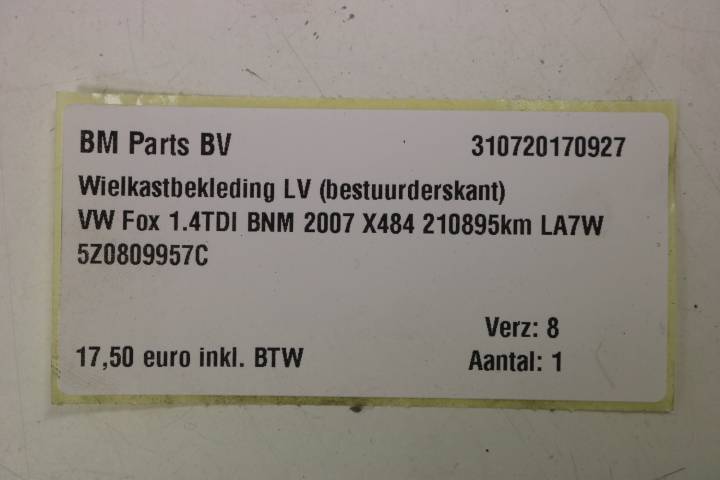 BM Parts BV 310720170927
Wielkastbekleding LV (bestuurderskant)
VW Fox 1.4TDI BNM 2007 X484 210895km LA7W
5Z0809957C
Verz: 8
17,50 euro inkl. BTW Aantal: 1